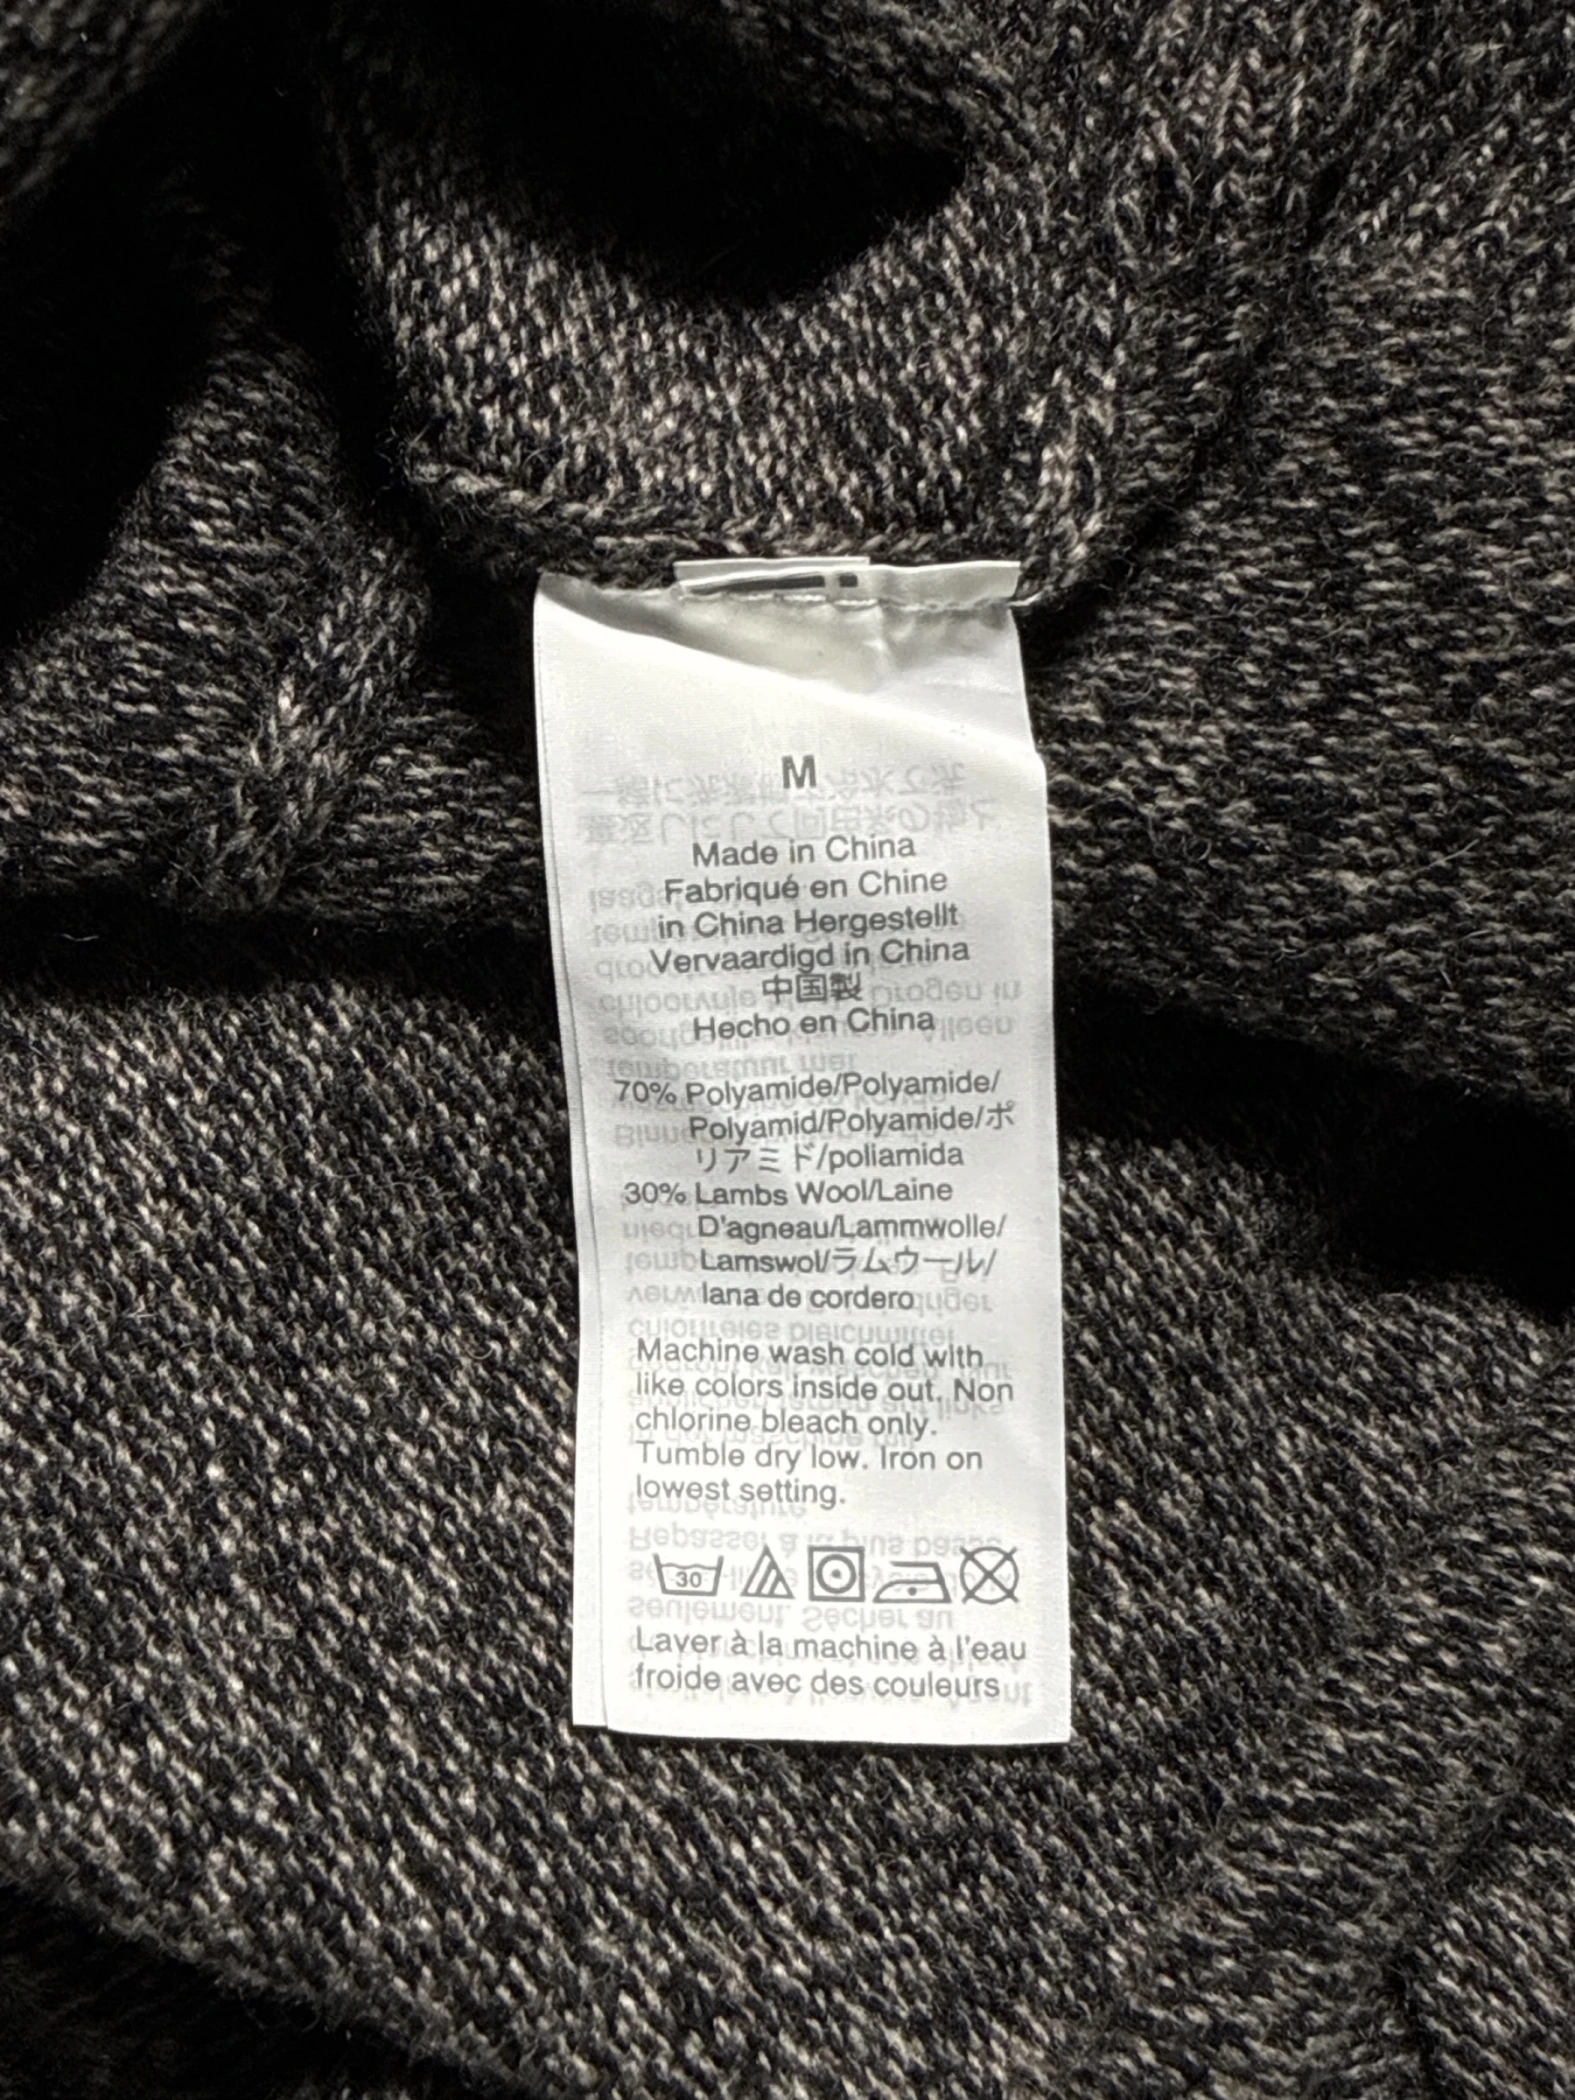 M
Made in China
Fabriqué en Chine
in China Hergestellt
Vervaardigd in China
中国製
Hecho en China
70% Polyamide/Polyamide/
Polyamid/Polyamide/ポ
リアミド/poliamida
30% Lambs Wool/Laine
D'agneau/Lammwolle/
Lamswol/ラムウール/
lana de cordero
Machine wash cold with
like colors inside out. Non
chlorine bleach only.
Tumble dry low. Iron on
lowest setting.
30
Laver à la machine à l'eau
froide avec des couleurs